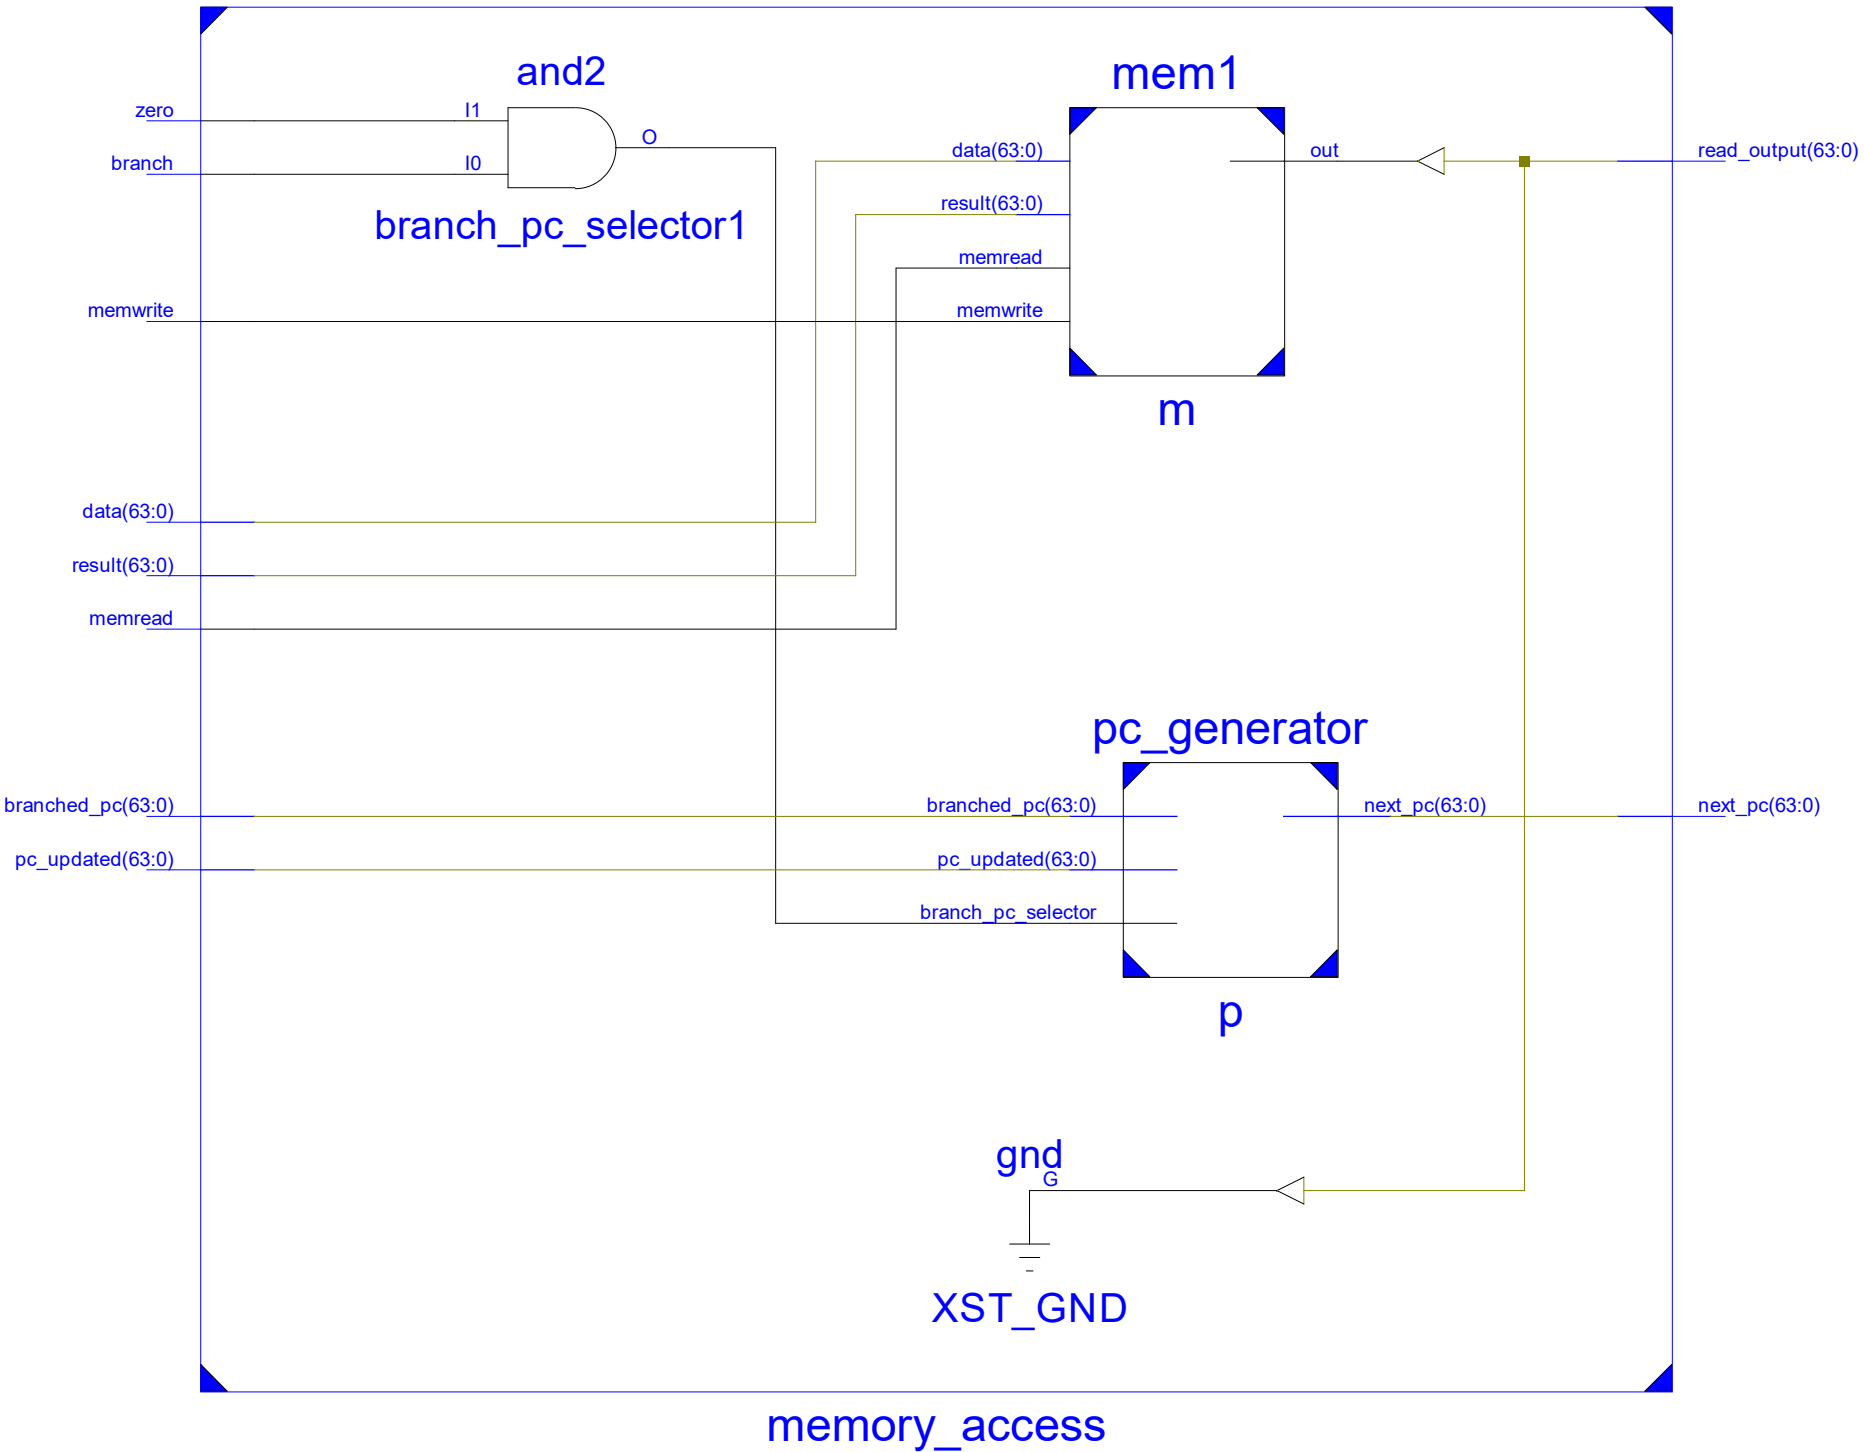 and2
mem1
zero
I1
O
branch
I0
data(63:0)
out
read_output(63:0)
result(63:0)
branch_pc_selector1
memread
memwrite
memwrite
m
data(63:0)
result(63:0)
memread
pc_generator
branched_pc(63:0)
branched_pc(63:0)
next_pc(63:0)
next_pc(63:0)
pc_updated(63:0)
pc_updated(63:0)
branch_pc_selector
p
gnd
G
XST_GND
memory_access